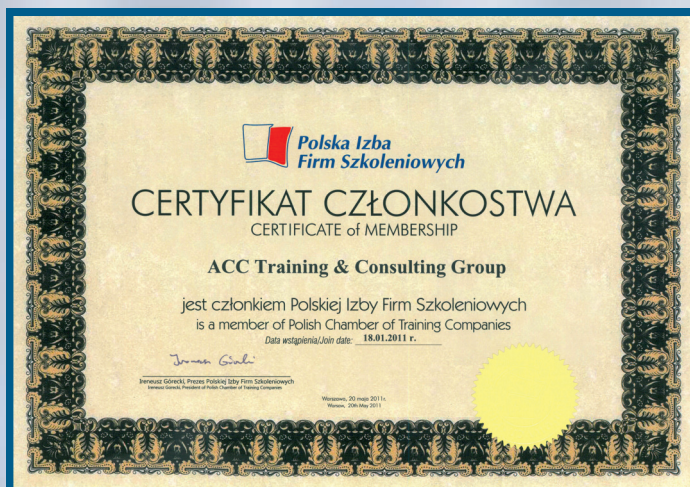 Polska Izba
Firm Szkoleniowych
CERTYFIKAT CZŁONKOSTWA
CERTIFICATE of MEMBERSHIP
ACC Training & Consulting Group
jest członkiem Polskiej Izby Firm Szkoleniowych
is a member of Polish Chamber of Training Companies
Data wstąpienia/Join date: 18.01.2011 r.
Ireneusz Górecki, Prezes Polskiej Izby Firm Szkoleniowych
Ireneusz Górecki, President of Polish Chamber of Training Companies
Warszawa, 20 maja 2011r.
Warsaw, 20th May 2011